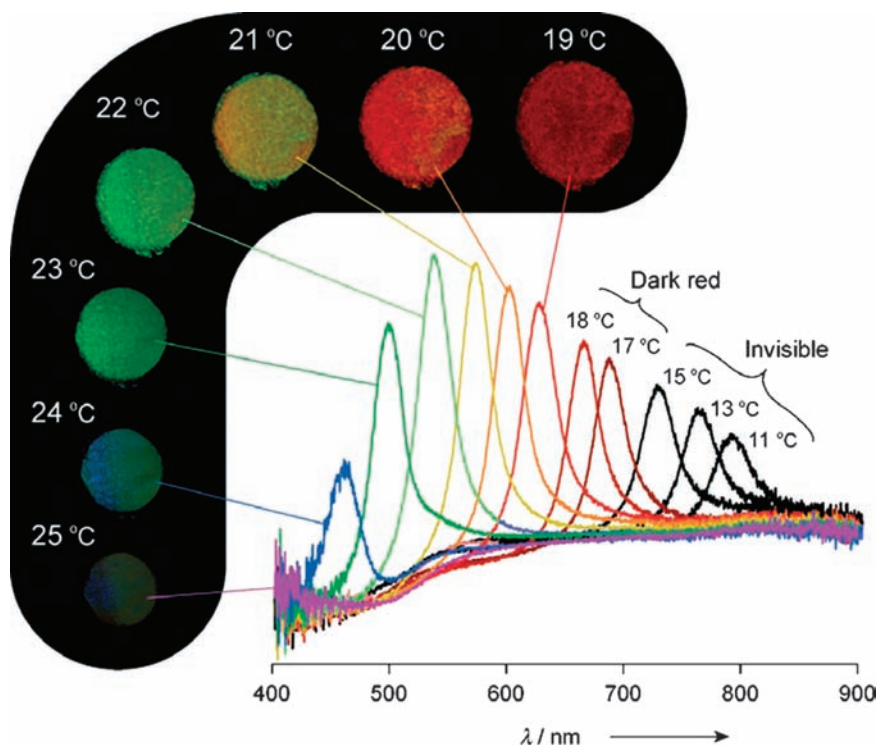 21 °C
20 °C
19 °C
22 °C
23 °C
24 °C
25 °C
Dark red
18 °C
17 °C
Invisible
15 °C
13 °C
11 °C
400 500 600 700 800 900
λ / nm